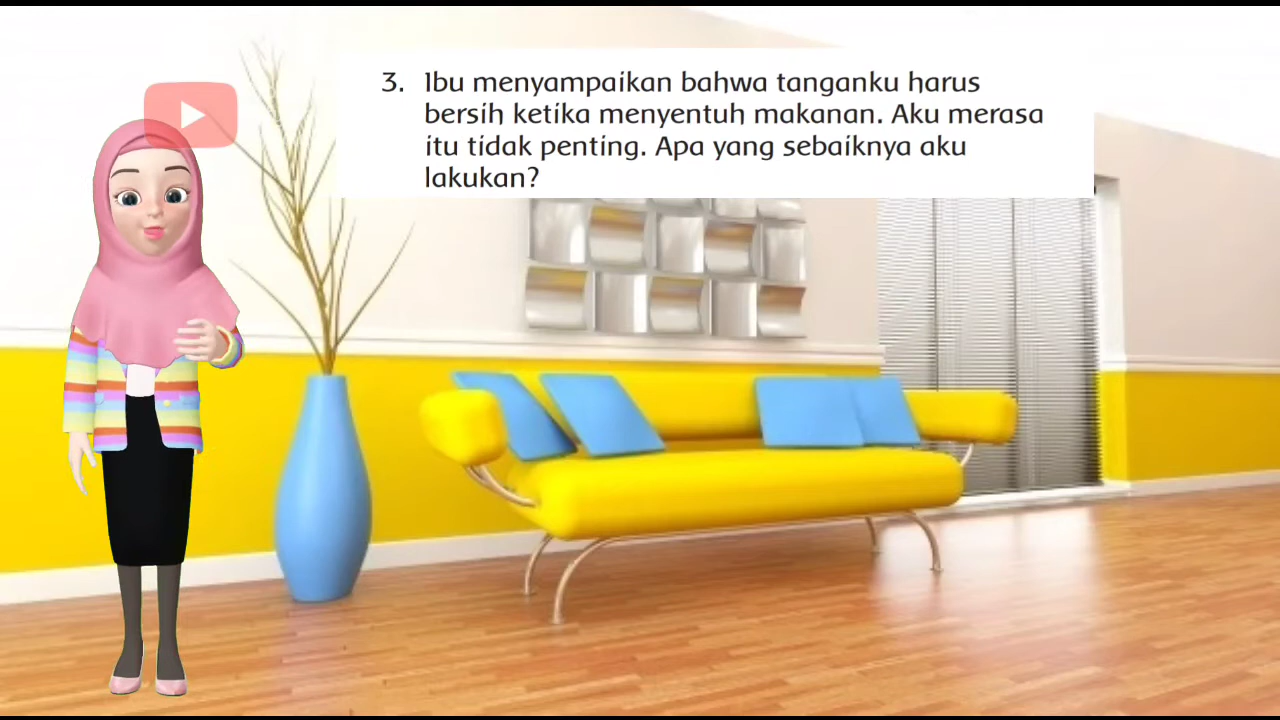 3. Ibu menyampaikan bahwa tanganku harus
bersih ketika menyentuh makanan. Aku merasa
itu tidak penting. Apa yang sebaiknya aku
lakukan?